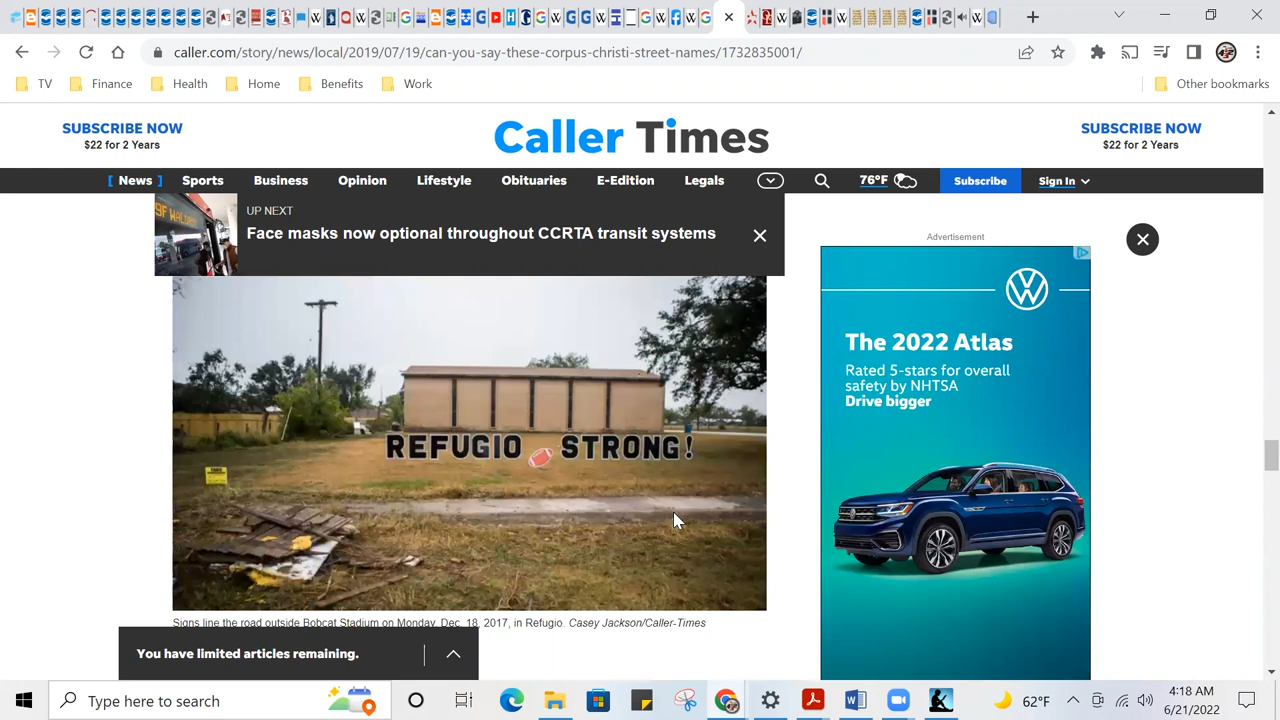 caller.com/story/news/local/2019/07/19/can-you-say-these-corpus-christi-street-names/1732835001/
TV Finance Health Home Benefits Work Other bookmarks
SUBSCRIBE NOW
$22 for 2 Years
Caller Times
SUBSCRIBE NOW
$22 for 2 Years
[ News ] Sports Business Opinion Lifestyle Obituaries E-Edition Legals 76°F Subscribe Sign In
UP NEXT
Face masks now optional throughout CCRTA transit systems
Advertisement
The 2022 Atlas
Rated 5-stars for overall
safety by NHTSA
Drive bigger
REFUGIO STRONG!
Signs line the road outside Bobcat Stadium on Monday, Dec. 18, 2017, in Refugio. Casey Jackson/Caller-Times
You have limited articles remaining.
Type here to search
62°F
4:18 AM
6/21/2022